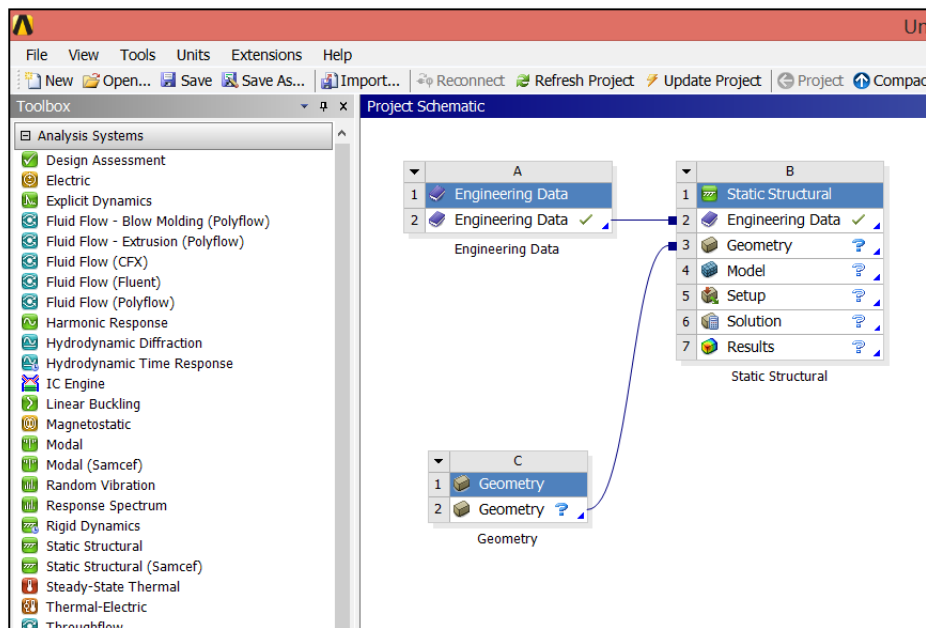 Un
File View Tools Units Extensions Help
New Open... Save Save As... Import... Reconnect Refresh Project Update Project Project Compac
Toolbox
Analysis Systems
Design Assessment
Electric
Explicit Dynamics
Fluid Flow - Blow Molding (Polyflow)
Fluid Flow - Extrusion (Polyflow)
Fluid Flow (CFX)
Fluid Flow (Fluent)
Fluid Flow (Polyflow)
Harmonic Response
Hydrodynamic Diffraction
Hydrodynamic Time Response
IC Engine
Linear Buckling
Magnetostatic
Modal
Modal (Samcef)
Random Vibration
Response Spectrum
Rigid Dynamics
Static Structural
Static Structural (Samcef)
Steady-State Thermal
Thermal-Electric
Throughflow
Project Schematic
A
1 Engineering Data
2 Engineering Data
Engineering Data
B
1 Static Structural
2 Engineering Data
3 Geometry ?
4 Model ?
5 Setup ?
6 Solution ?
7 Results ?
Static Structural
C
1 Geometry
2 Geometry ?
Geometry